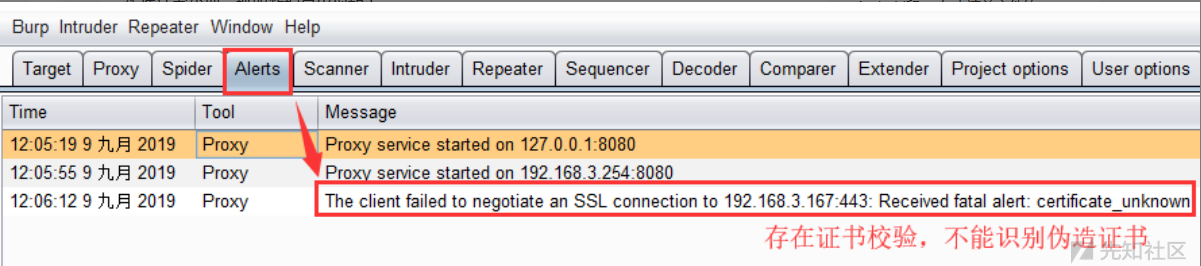 Burp Intruder Repeater Window Help
Target Proxy Spider Alerts Scanner Intruder Repeater Sequencer Decoder Comparer Extender Project options User options
Time Tool Message
12:05:19 9 九月 2019 Proxy Proxy service started on 127.0.0.1:8080
12:05:55 9 九月 2019 Proxy Proxy service started on 192.168.3.254:8080
12:06:12 9 九月 2019 Proxy The client failed to negotiate an SSL connection to 192.168.3.167:443: Received fatal alert: certificate_unknown
存在证书校验，不能识别伪造证书
先知社区